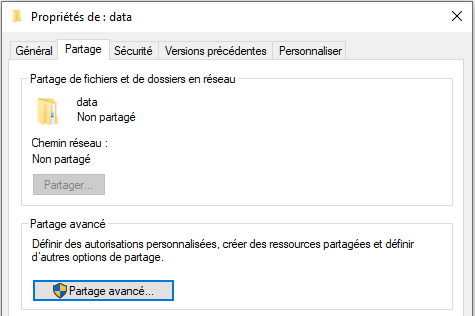 Propriétés de : data
Général Partage Sécurité Versions précédentes Personnaliser
Partage de fichiers et de dossiers en réseau
data
Non partagé
Chemin réseau :
Non partagé
Partager...
Partage avancé
Définir des autorisations personnalisées, créer des ressources partagées et définir
d'autres options de partage.
Partage avancé...